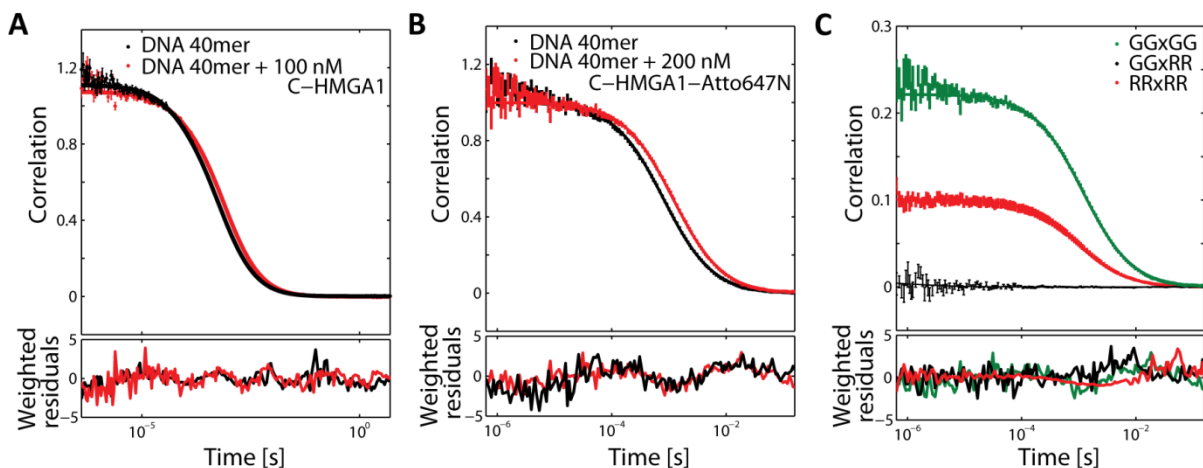 A
DNA 40mer
DNA 40mer + 100 nM
C-HMGA1
1.2
0.8
0.4
0
Correlation
5
0
-5
Weighted
residuals
10⁻⁵
10⁰
Time [s]
B
DNA 40mer
DNA 40mer + 200 nM
C-HMGA1-Atto647N
1.2
0.8
0.4
0
Correlation
5
0
-5
Weighted
residuals
10⁻⁶
10⁻⁴
10⁻²
Time [s]
C
GGxGG
GGxRR
RRxRR
0.3
0.2
0.1
0
Correlation
5
0
-5
Weighted
residuals
10⁻⁶
10⁻⁴
10⁻²
Time [s]